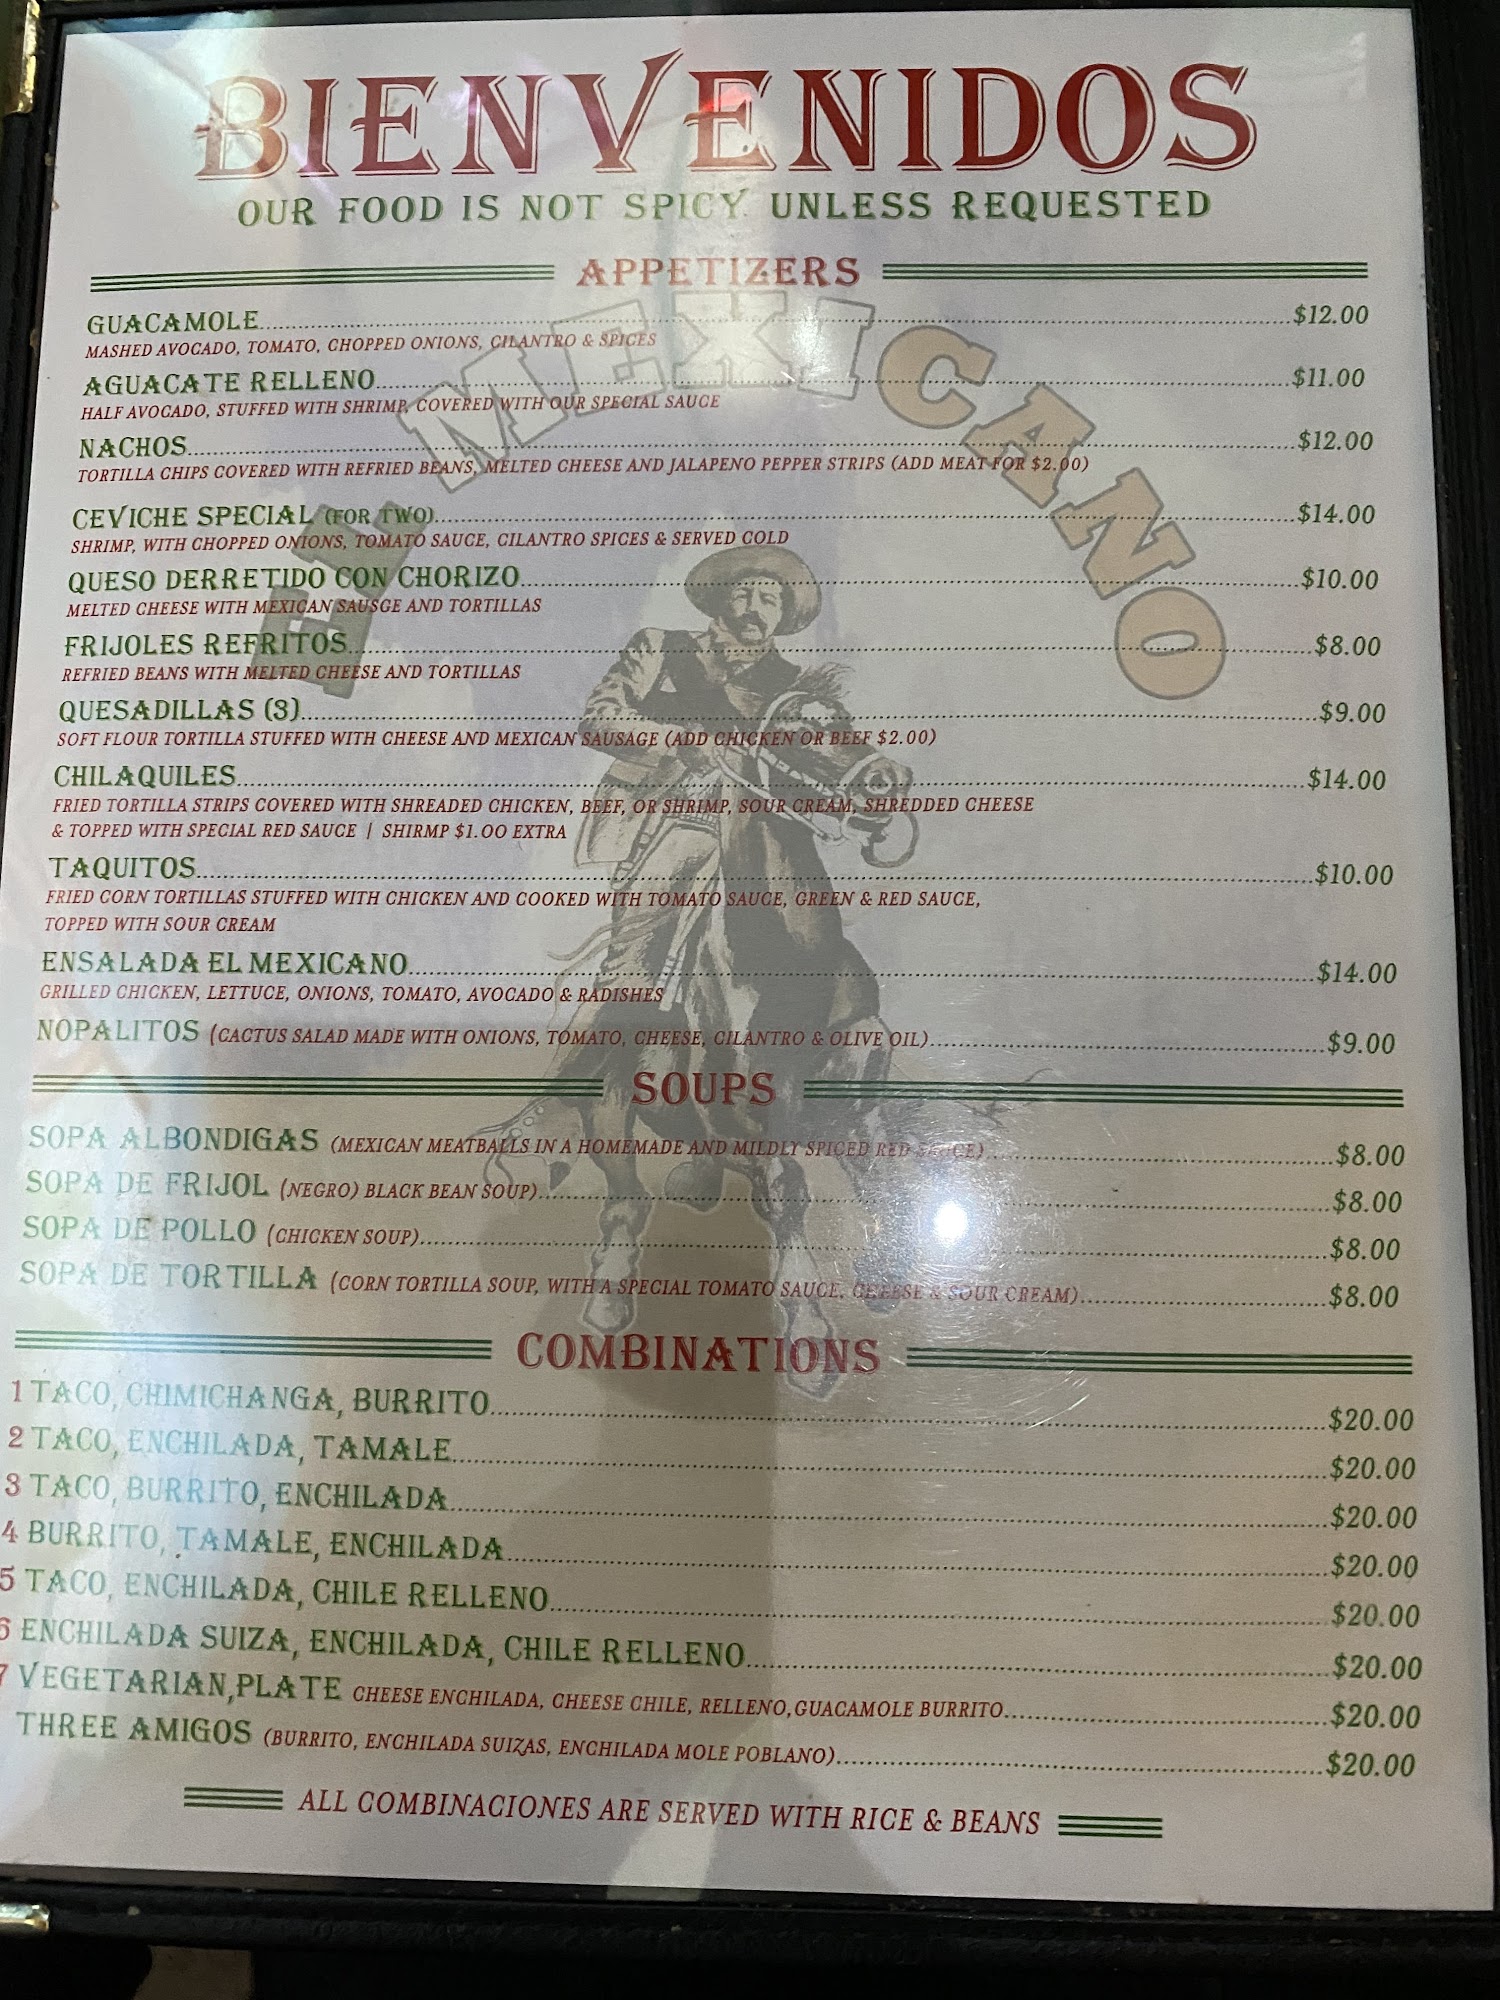 BIENVENIDOS
OUR FOOD IS NOT SPICY UNLESS REQUESTED
APPETIZERS
EL MEXICANO
GUACAMOLE $12.00
MASHED AVOCADO, TOMATO, CHOPPED ONIONS, CILANTRO & SPICES
AGUACATE RELLENO $11.00
HALF AVOCADO, STUFFED WITH SHRIMP, COVERED WITH OUR SPECIAL SAUCE
NACHOS $12.00
TORTILLA CHIPS COVERED WITH REFRIED BEANS, MELTED CHEESE AND JALAPENO PEPPER STRIPS (ADD MEAT FOR $2.00)
CEVICHE SPECIAL (FOR TWO) $14.00
SHRIMP, WITH CHOPPED ONIONS, TOMATO SAUCE, CILANTRO SPICES & SERVED COLD
QUESO DERRETIDO CON CHORIZO $10.00
MELTED CHEESE WITH MEXICAN SAUSGE AND TORTILLAS
FRIJOLES REFRITOS $8.00
REFRIED BEANS WITH MELTED CHEESE AND TORTILLAS
QUESADILLAS (3) $9.00
SOFT FLOUR TORTILLA STUFFED WITH CHEESE AND MEXICAN SAUSAGE (ADD CHICKEN OR BEEF $2.00)
CHILAQUILES $14.00
FRIED TORTILLA STRIPS COVERED WITH SHREADED CHICKEN, BEEF, OR SHRIMP, SOUR CREAM, SHREDDED CHEESE
& TOPPED WITH SPECIAL RED SAUCE | SHIRMP $1.00 EXTRA
TAQUITOS $10.00
FRIED CORN TORTILLAS STUFFED WITH CHICKEN AND COOKED WITH TOMATO SAUCE, GREEN & RED SAUCE,
TOPPED WITH SOUR CREAM
ENSALADA EL MEXICANO $14.00
GRILLED CHICKEN, LETTUCE, ONIONS, TOMATO, AVOCADO & RADISHES
NOPALITOS (CACTUS SALAD MADE WITH ONIONS, TOMATO, CHEESE, CILANTRO & OLIVE OIL) $9.00
SOUPS
SOPA ALBONDIGAS (MEXICAN MEATBALLS IN A HOMEMADE AND MILDLY SPICED RED SAUCE) $8.00
SOPA DE FRIJOL (NEGRO) BLACK BEAN SOUP) $8.00
SOPA DE POLLO (CHICKEN SOUP) $8.00
SOPA DE TORTILLA (CORN TORTILLA SOUP, WITH A SPECIAL TOMATO SAUCE, CHEESE & SOUR CREAM) $8.00
COMBINATIONS
1 TACO, CHIMICHANGA, BURRITO $20.00
2 TACO, ENCHILADA, TAMALE $20.00
3 TACO, BURRITO, ENCHILADA $20.00
4 BURRITO, TAMALE, ENCHILADA $20.00
5 TACO, ENCHILADA, CHILE RELLENO $20.00
6 ENCHILADA SUIZA, ENCHILADA, CHILE RELLENO $20.00
7 VEGETARIAN,PLATE CHEESE ENCHILADA, CHEESE CHILE, RELLENO,GUACAMOLE BURRITO $20.00
THREE AMIGOS (BURRITO, ENCHILADA SUIZAS, ENCHILADA MOLE POBLANO) $20.00
ALL COMBINACIONES ARE SERVED WITH RICE & BEANS